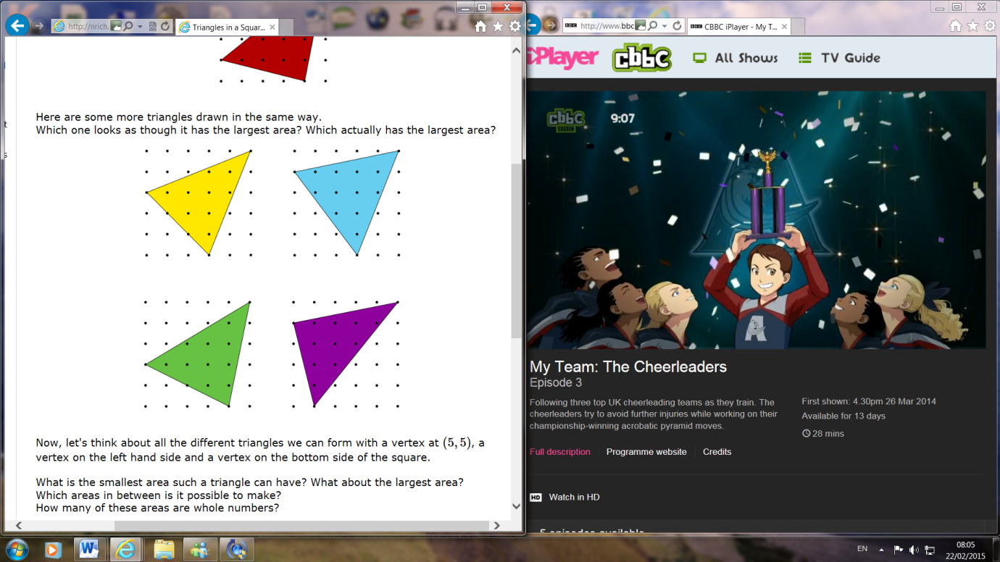 http://nrich.
Triangles in a Squar...
Here are some more triangles drawn in the same way.
Which one looks as though it has the largest area? Which actually has the largest area?
Now, let's think about all the different triangles we can form with a vertex at (5, 5), a
vertex on the left hand side and a vertex on the bottom side of the square.
What is the smallest area such a triangle can have? What about the largest area?
Which areas in between is it possible to make?
How many of these areas are whole numbers?
http://www.bbc
BBC CBBC iPlayer - My T...
iPlayer
cbbc
All Shows
TV Guide
cbbc
BBC
9:07
A
My Team: The Cheerleaders
Episode 3
Following three top UK cheerleading teams as they train. The
cheerleaders try to avoid further injuries while working on their
championship-winning acrobatic pyramid moves.
First shown: 4.30pm 26 Mar 2014
Available for 13 days
28 mins
Full description
Programme website
Credits
HD Watch in HD
EN
08:05
22/02/2015